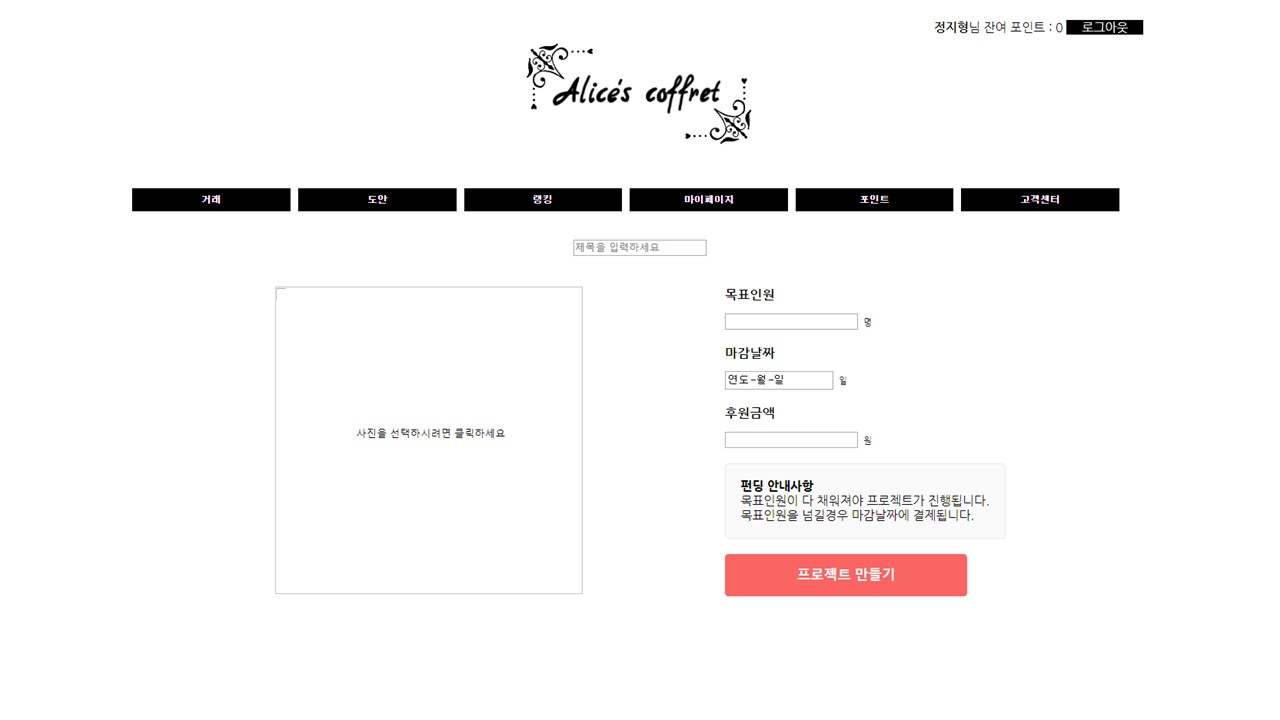 정지형님 잔여 포인트 : 0 로그아웃
Alice's coffret
거래 도안 랭킹 마이페이지 포인트 고객센터
제목을 입력하세요
목표인원
명
마감날짜
연도-월-일 일
후원금액
원
사진을 선택하시려면 클릭하세요
펀딩 안내사항
목표인원이 다 채워져야 프로젝트가 진행됩니다.
목표인원을 넘길경우 마감날짜에 결제됩니다.
프로젝트 만들기